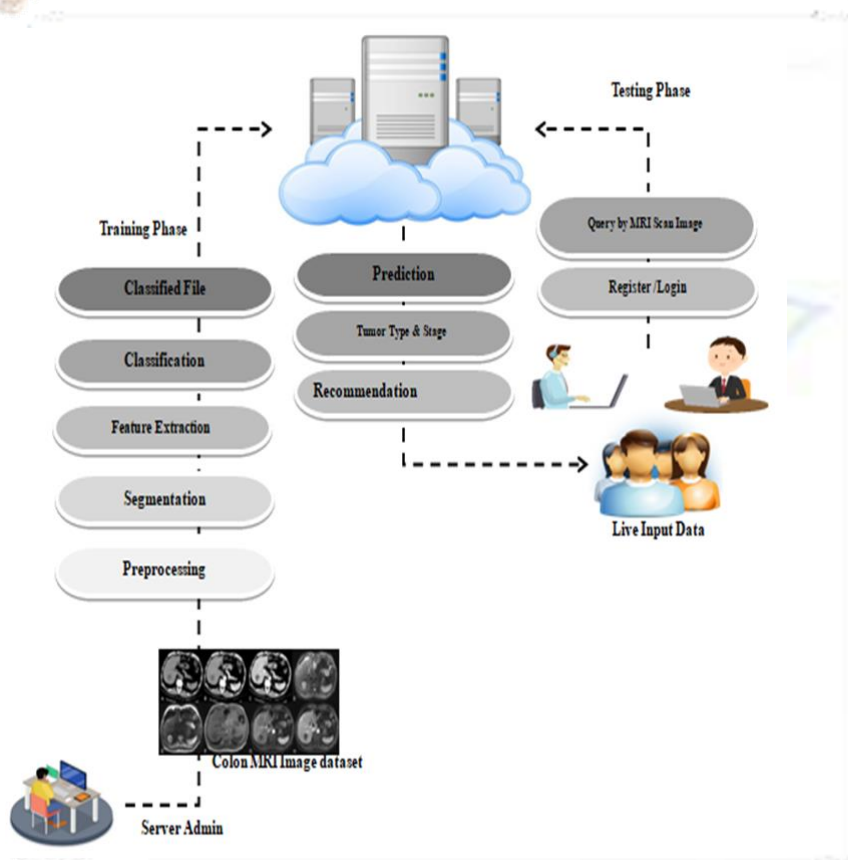 Testing Phase
Training Phase
Query by MRI Scan Image
Prediction
Classified File
Register /Login
Tumor Type & Stage
Classification
Recommendation
Feature Extraction
Segmentation
Live Input Data
Preprocessing
Colon MRI Image dataset
Server Admin